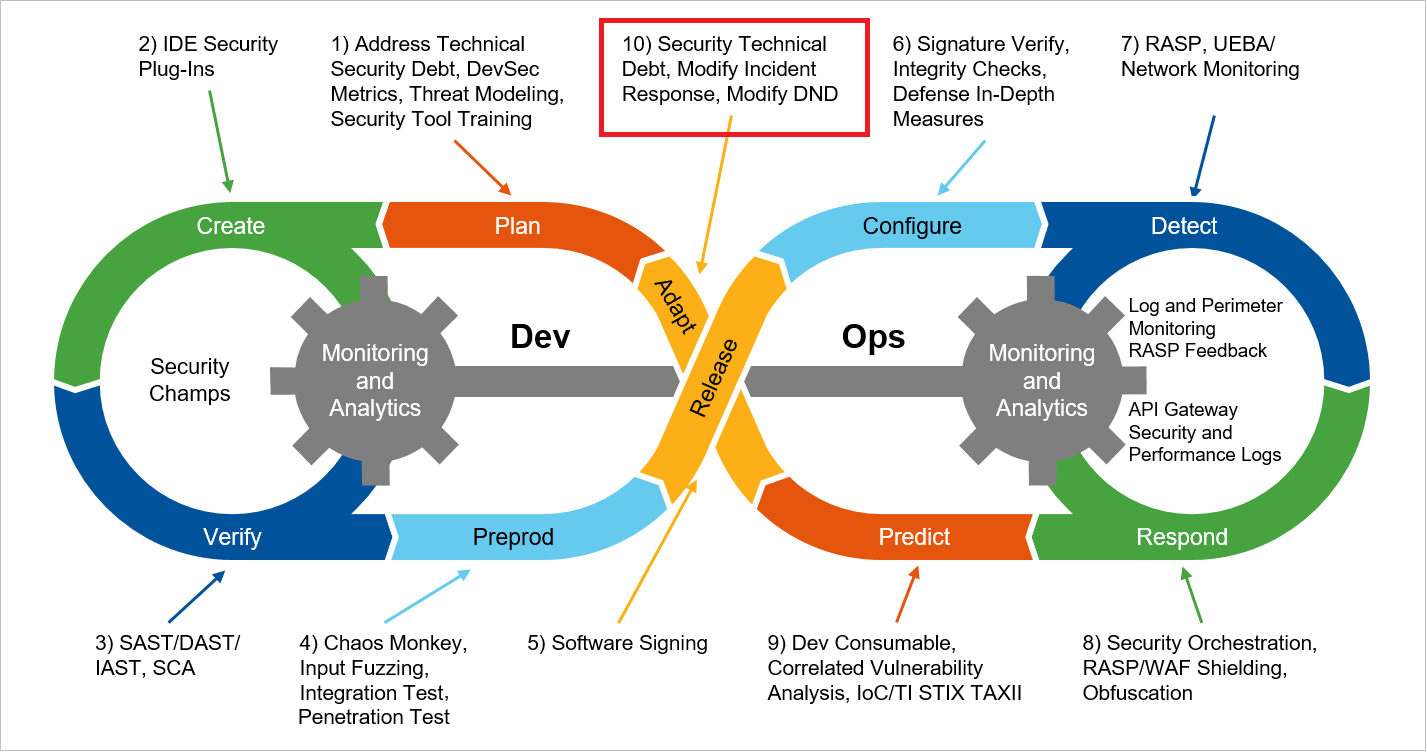 2) IDE Security
Plug-Ins
1) Address Technical
Security Debt, DevSec
Metrics, Threat Modeling,
Security Tool Training
10) Security Technical
Debt, Modify Incident
Response, Modify DND
6) Signature Verify,
Integrity Checks,
Defense In-Depth
Measures
7) RASP, UEBA/
Network Monitoring
Create
Plan
Adapt
Release
Configure
Detect
Security
Champs
Monitoring
and
Analytics
Dev
Ops
Monitoring
and
Analytics
Log and Perimeter
Monitoring
RASP Feedback
API Gateway
Security and
Performance Logs
Verify
Preprod
Predict
Respond
3) SAST/DAST/
IAST, SCA
4) Chaos Monkey,
Input Fuzzing,
Integration Test,
Penetration Test
5) Software Signing
9) Dev Consumable,
Correlated Vulnerability
Analysis, IoC/TI STIX TAXII
8) Security Orchestration,
RASP/WAF Shielding,
Obfuscation